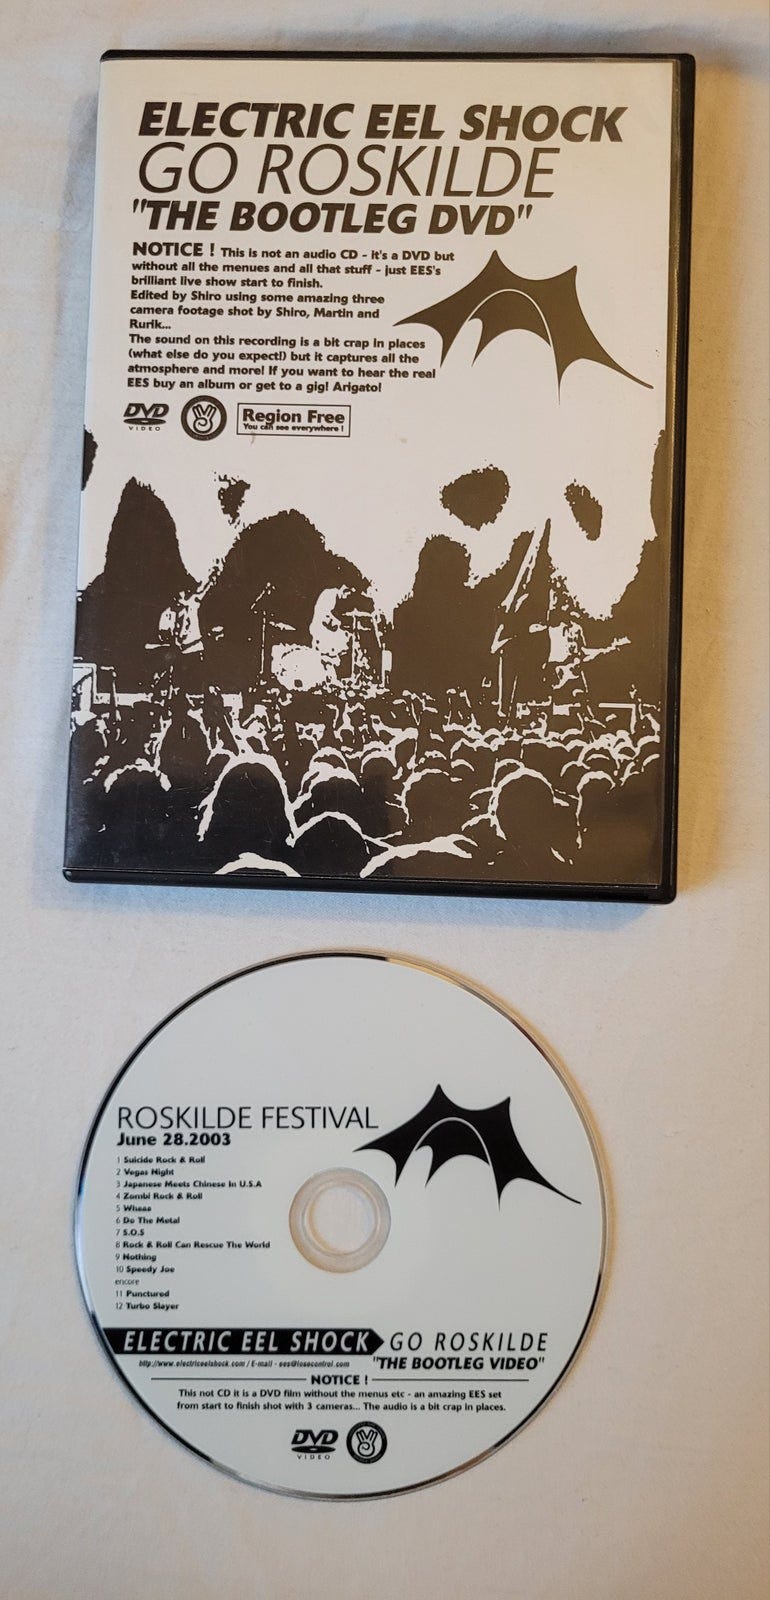 ELECTRIC EEL SHOCK
GO ROSKILDE
"THE BOOTLEG DVD"
NOTICE ! This is not an audio CD - it's a DVD but
without all the menues and all that stuff - just EES's
brilliant live show start to finish.
Edited by Shiro using some amazing three
camera footage shot by Shiro, Martin and
Rurik...
The sound on this recording is a bit crap in places
(what else do you expect!) but it captures all the
atmosphere and more! If you want to hear the real
EES buy an album or get to a gig! Arigato!
DVD
VIDEO
Region Free
You can see everywhere !
ROSKILDE FESTIVAL
June 28.2003
1 Suicide Rock & Roll
2 Vegas Night
3 Japanese Meets Chinese In U.S.A
4 Zombi Rock & Roll
5 Wheas
6 Do The Metal
7 S.O.S
8 Rock & Roll Can Rescue The World
9 Nothing
10 Speedy Joe
encore
11 Punctured
12 Turbo Slayer
ELECTRIC EEL SHOCK GO ROSKILDE
http://www.electriceelshock.com / E-mail - ees@losecontrol.com "THE BOOTLEG VIDEO"
NOTICE !
This not CD it is a DVD film without the menus etc - an amazing EES set
from start to finish shot with 3 cameras... The audio is a bit crap in places.
DVD
VIDEO